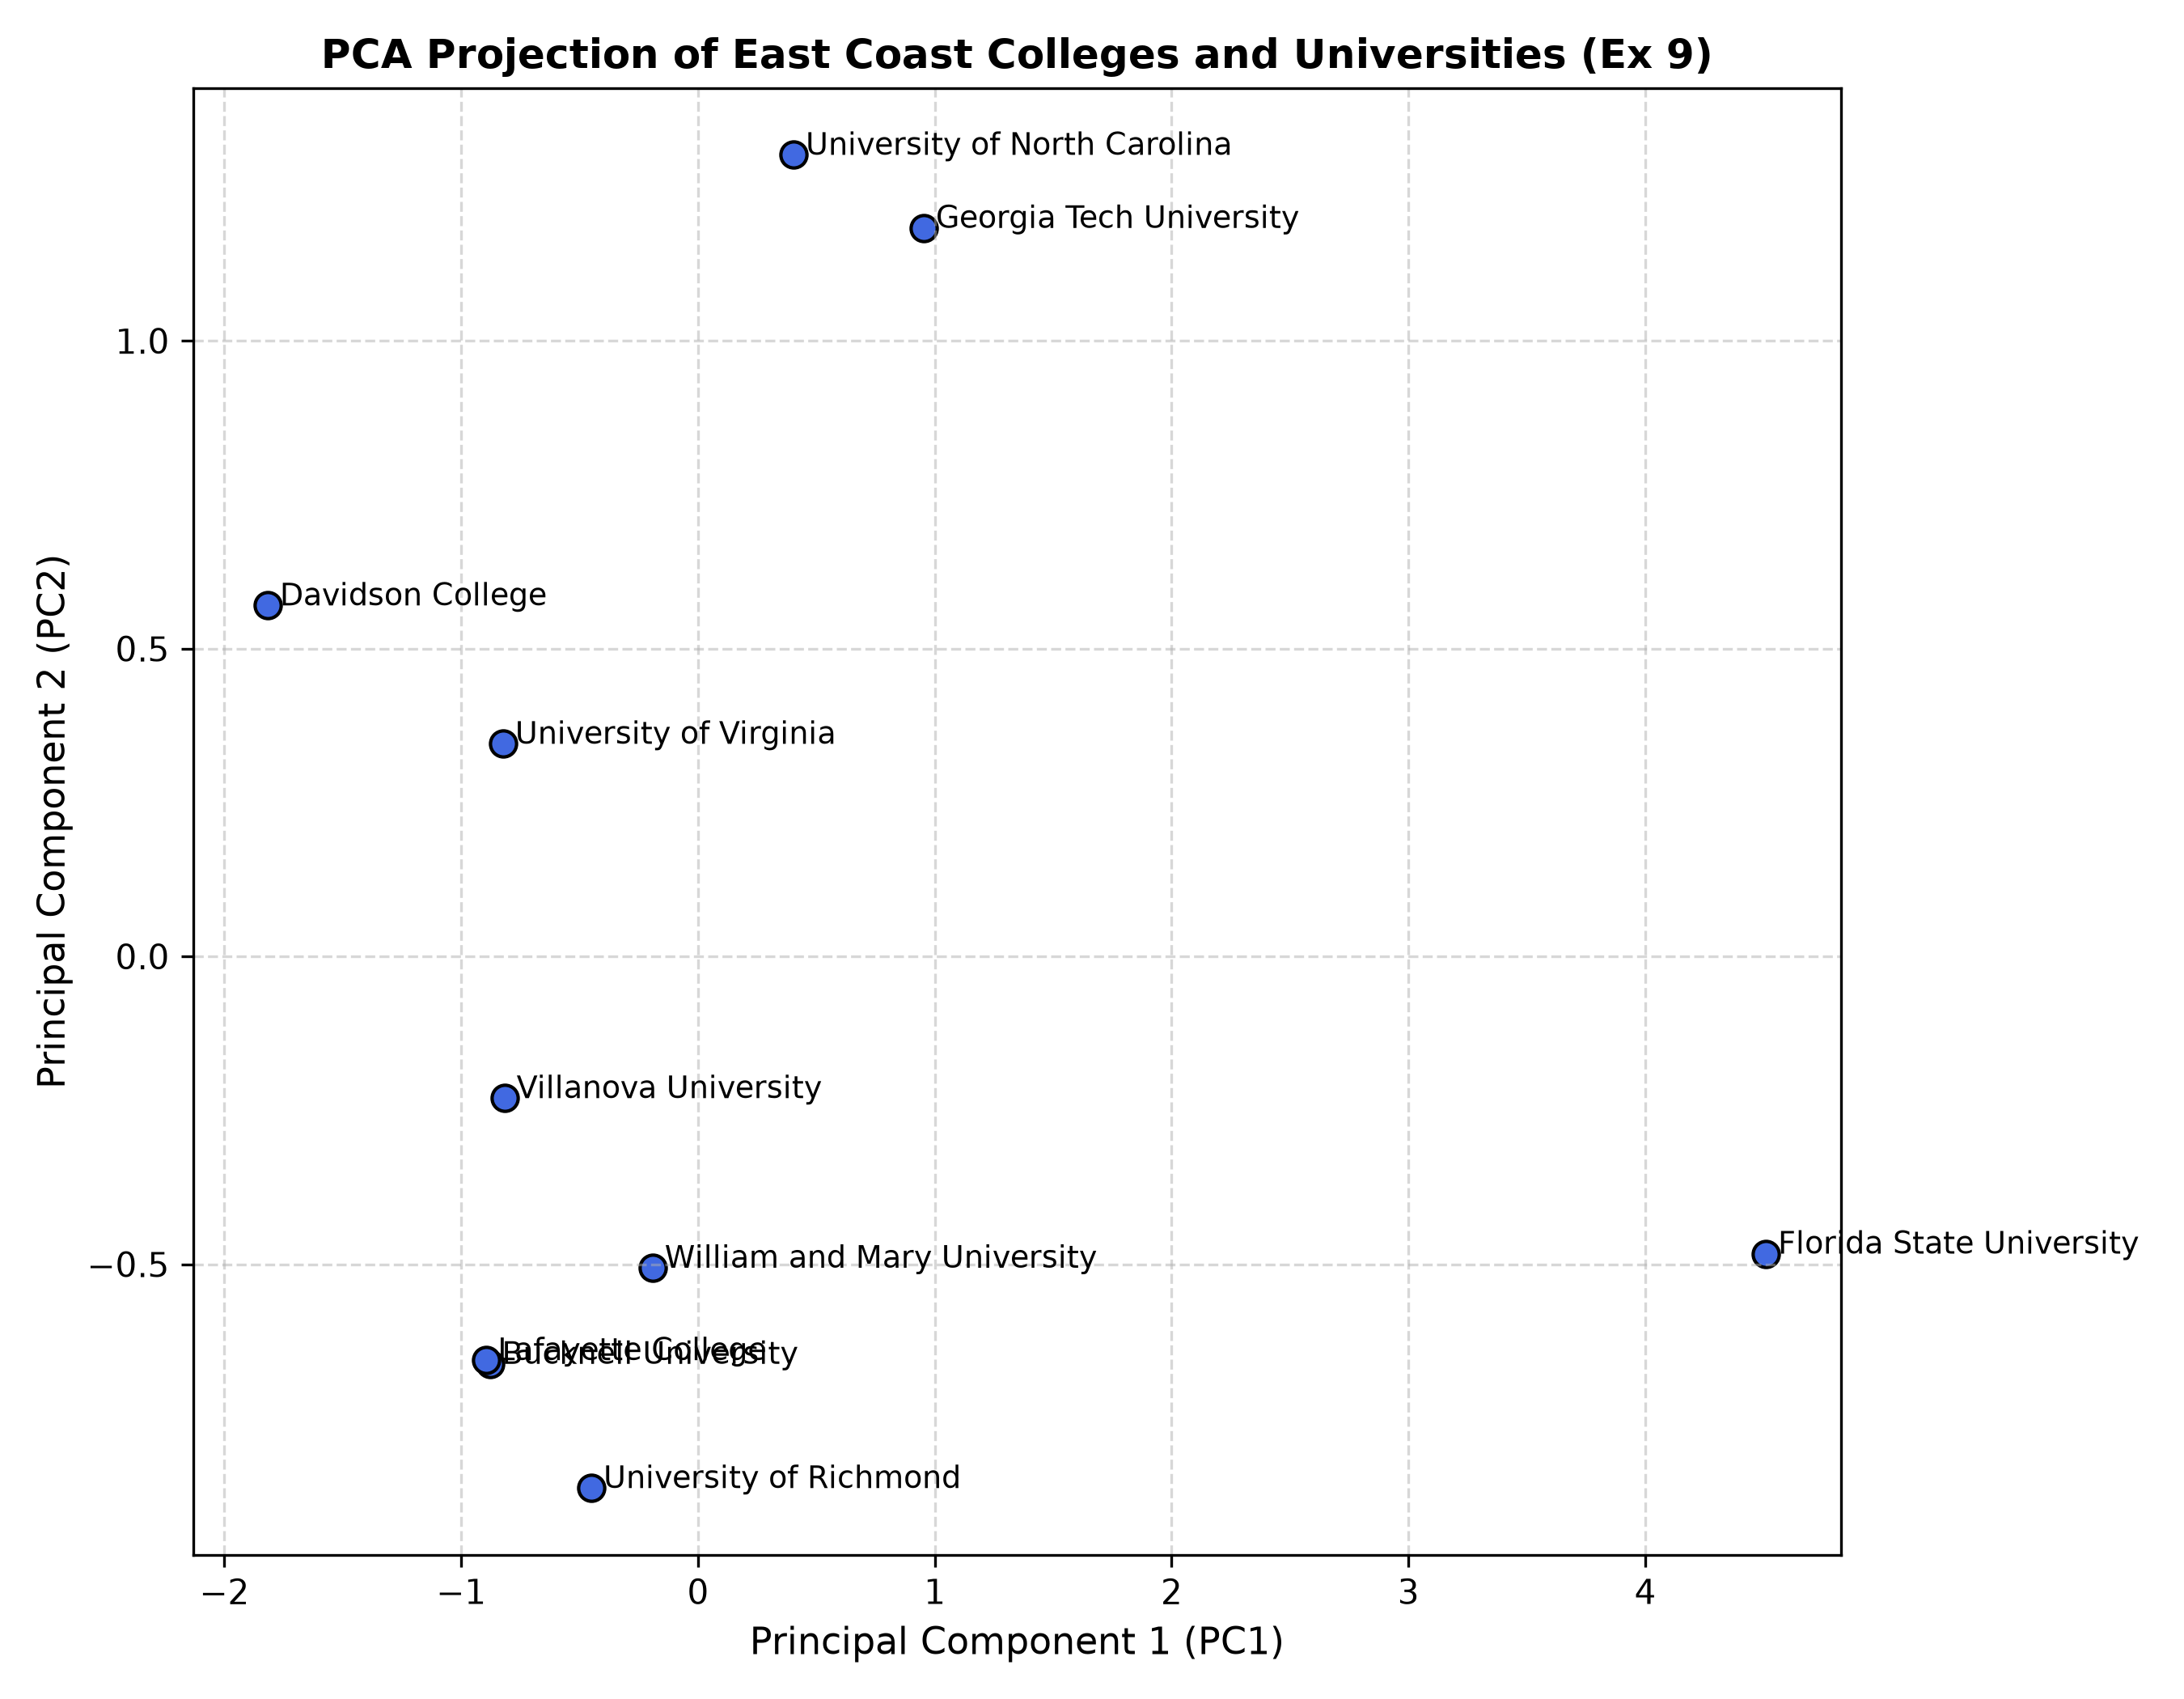 PCA Projection of East Coast Colleges and Universities (Ex 9)
University of North Carolina
Georgia Tech University
1.0
Davidson College
0.5
University of Virginia
0.0
Villanova University
−0.5
William and Mary University
Florida State University
Lafayette College
Bucknell University
University of Richmond
Principal Component 2 (PC2)
−2 −1 0 1 2 3 4
Principal Component 1 (PC1)